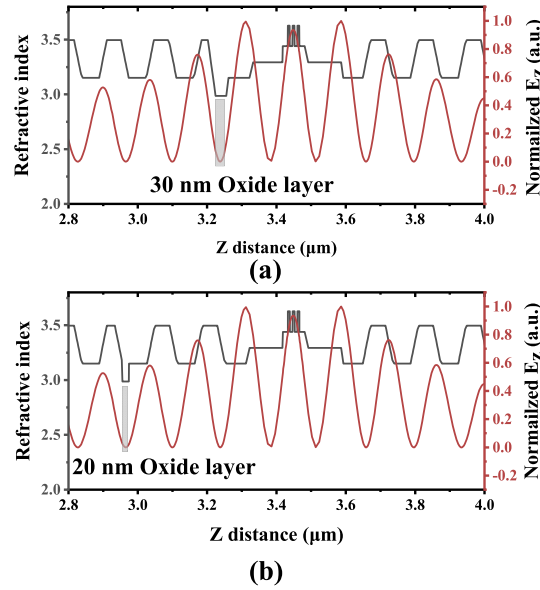 Refractive index
3.5
3.0
2.5
2.0
30 nm Oxide layer
1.0
0.8
0.6
0.4
0.2
0.0
-0.2
Normailzed E_Z (a.u.)
2.8 3.0 3.2 3.4 3.6 3.8 4.0
Z distance (μm)
(a)
Refractive index
3.5
3.0
2.5
2.0
20 nm Oxide layer
1.0
0.8
0.6
0.4
0.2
0.0
-0.2
Normailzed E_Z (a.u.)
2.8 3.0 3.2 3.4 3.6 3.8 4.0
Z distance (μm)
(b)